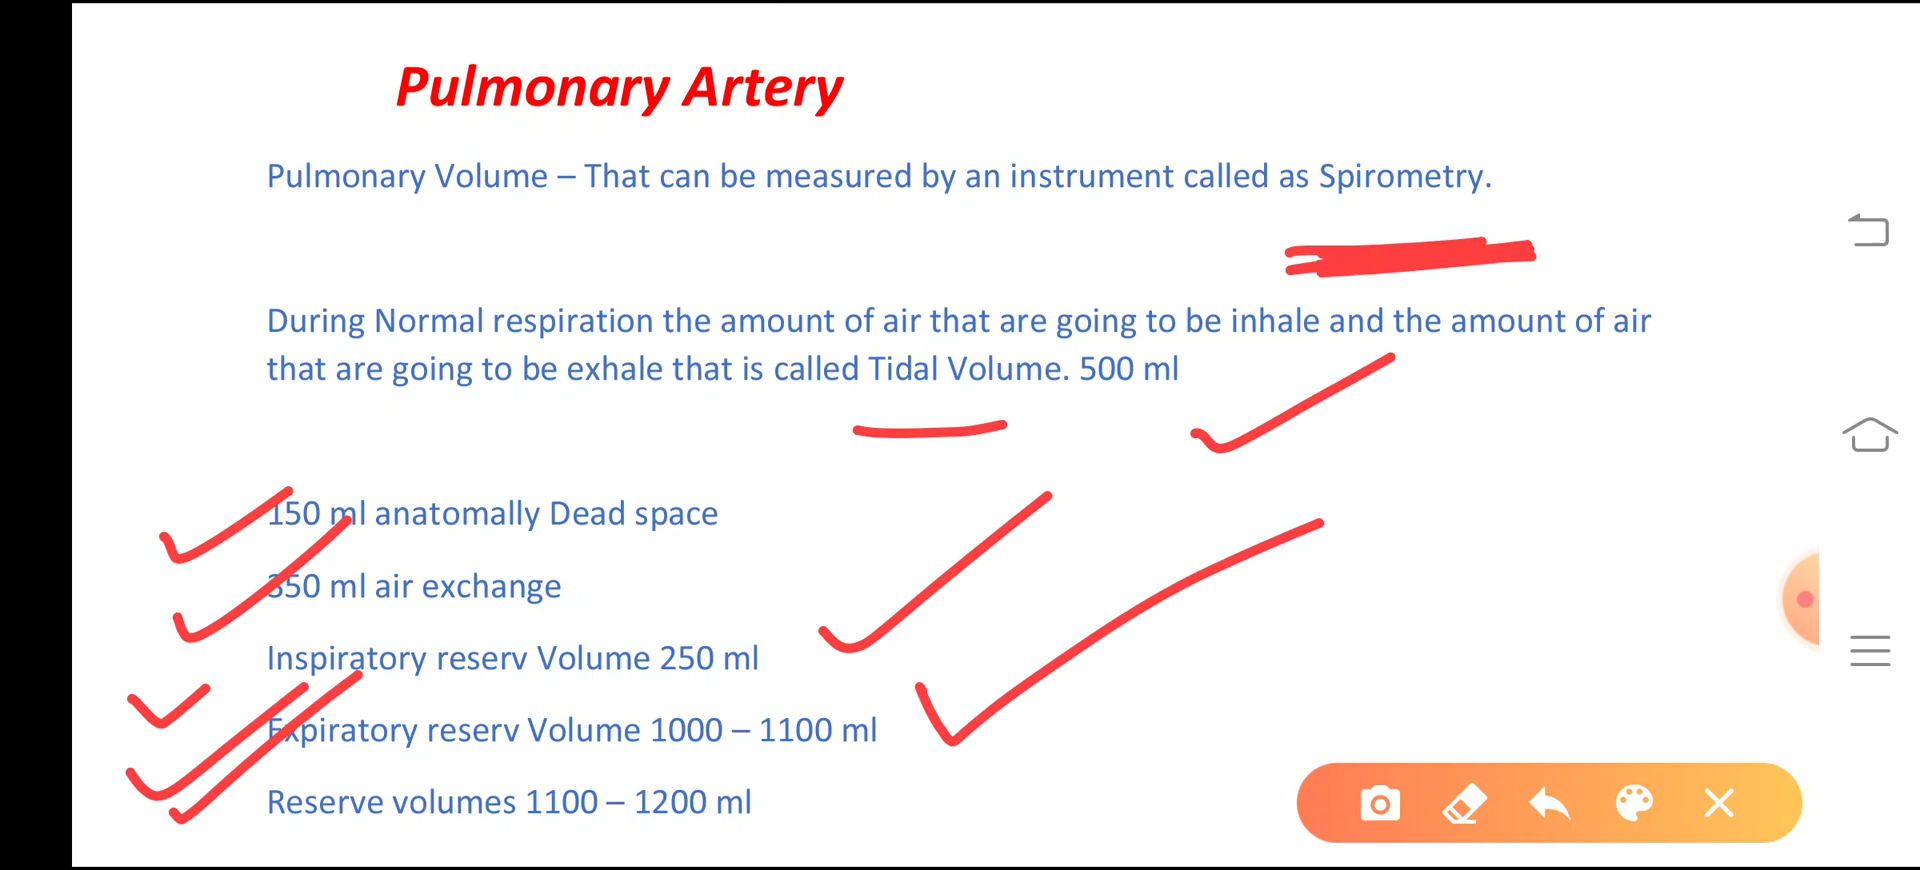 Pulmonary Artery
Pulmonary Volume – That can be measured by an instrument called as Spirometry.
During Normal respiration the amount of air that are going to be inhale and the amount of air
that are going to be exhale that is called Tidal Volume. 500 ml
150 ml anatomally Dead space
350 ml air exchange
Inspiratory reserv Volume 250 ml
Expiratory reserv Volume 1000 – 1100 ml
Reserve volumes 1100 – 1200 ml